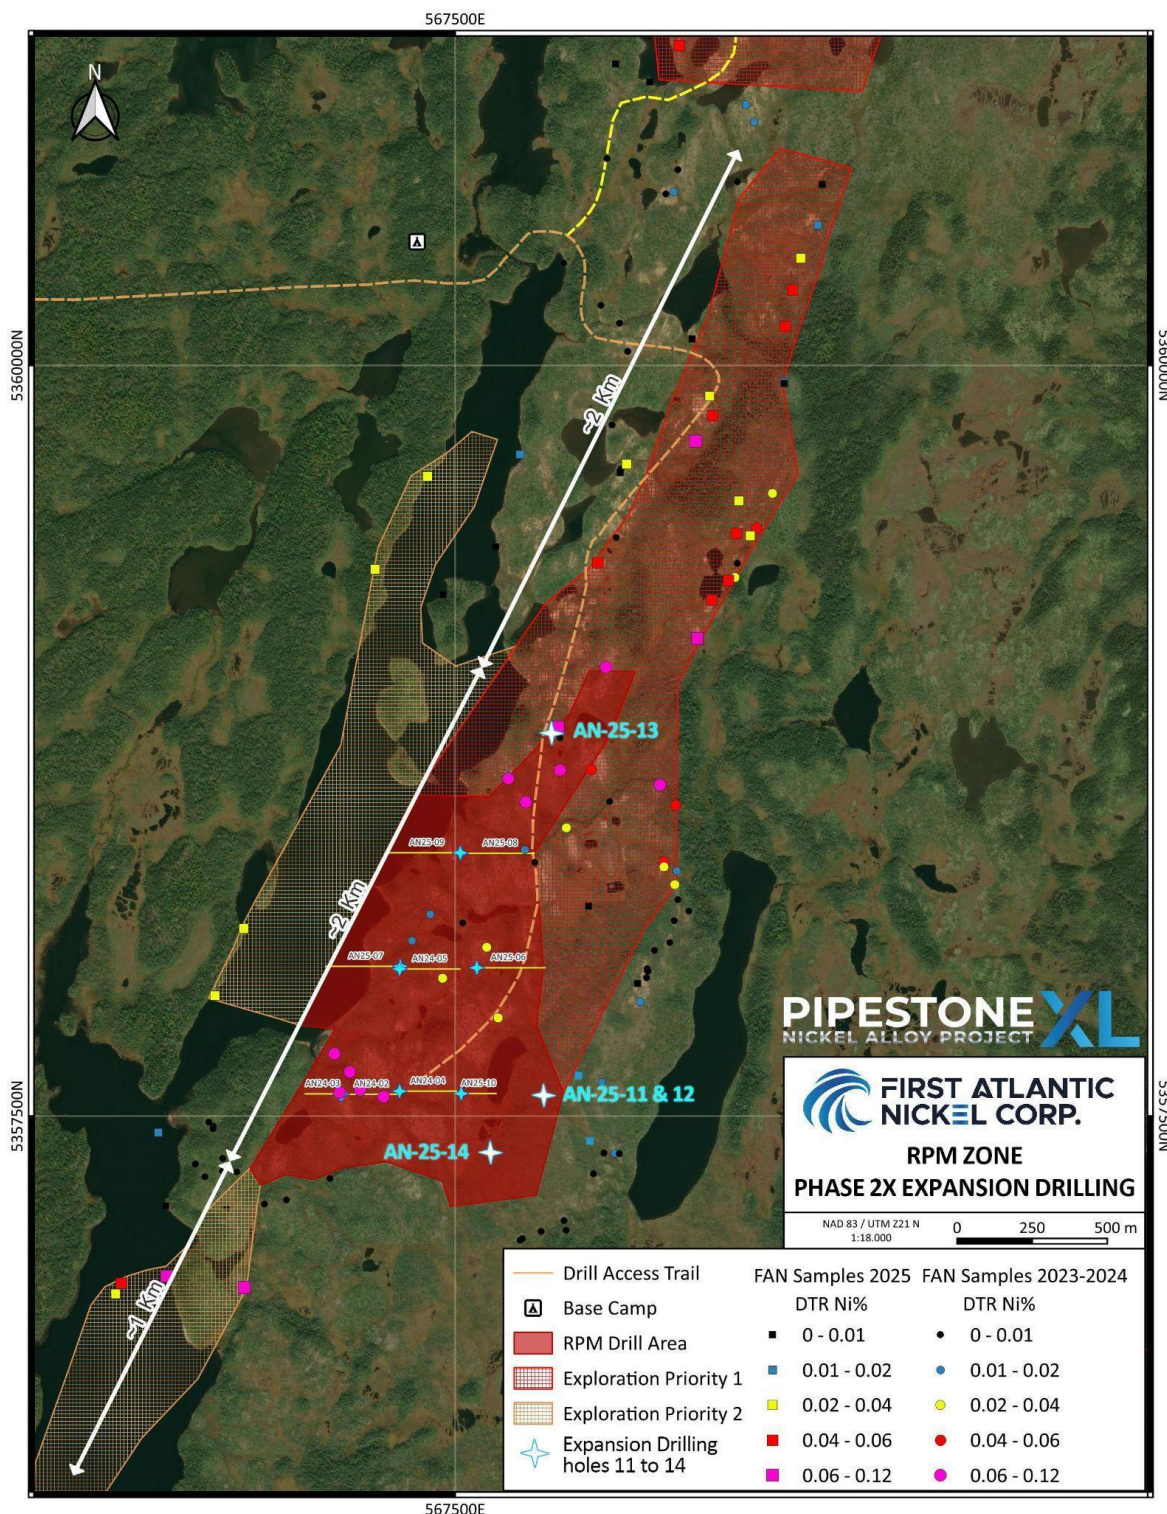 567500E
N
5360000N
5360000N
~2 Km
AN-25-13
AN25-09
AN25-08
~2 Km
AN25-07
AN24-05
AN25-06
PIPESTONE XL
NICKEL ALLOY PROJECT
AN24-03
AN24-02
AN24-04
AN25-10
AN-25-11 & 12
5357500N
5357500N
AN-25-14
FIRST ATLANTIC
NICKEL CORP.
RPM ZONE
PHASE 2X EXPANSION DRILLING
NAD 83 / UTM Z21 N
1:18.000
0 250 500 m
~1 Km
Drill Access Trail
Base Camp
RPM Drill Area
Exploration Priority 1
Exploration Priority 2
Expansion Drilling
holes 11 to 14
FAN Samples 2025
DTR Ni%
0 - 0.01
0.01 - 0.02
0.02 - 0.04
0.04 - 0.06
0.06 - 0.12
FAN Samples 2023-2024
DTR Ni%
0 - 0.01
0.01 - 0.02
0.02 - 0.04
0.04 - 0.06
0.06 - 0.12
567500E